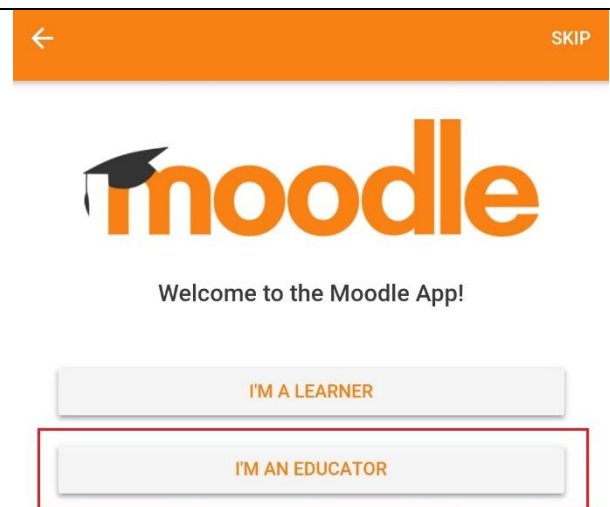 SKIP
moodle
Welcome to the Moodle App!
I'M A LEARNER
I'M AN EDUCATOR